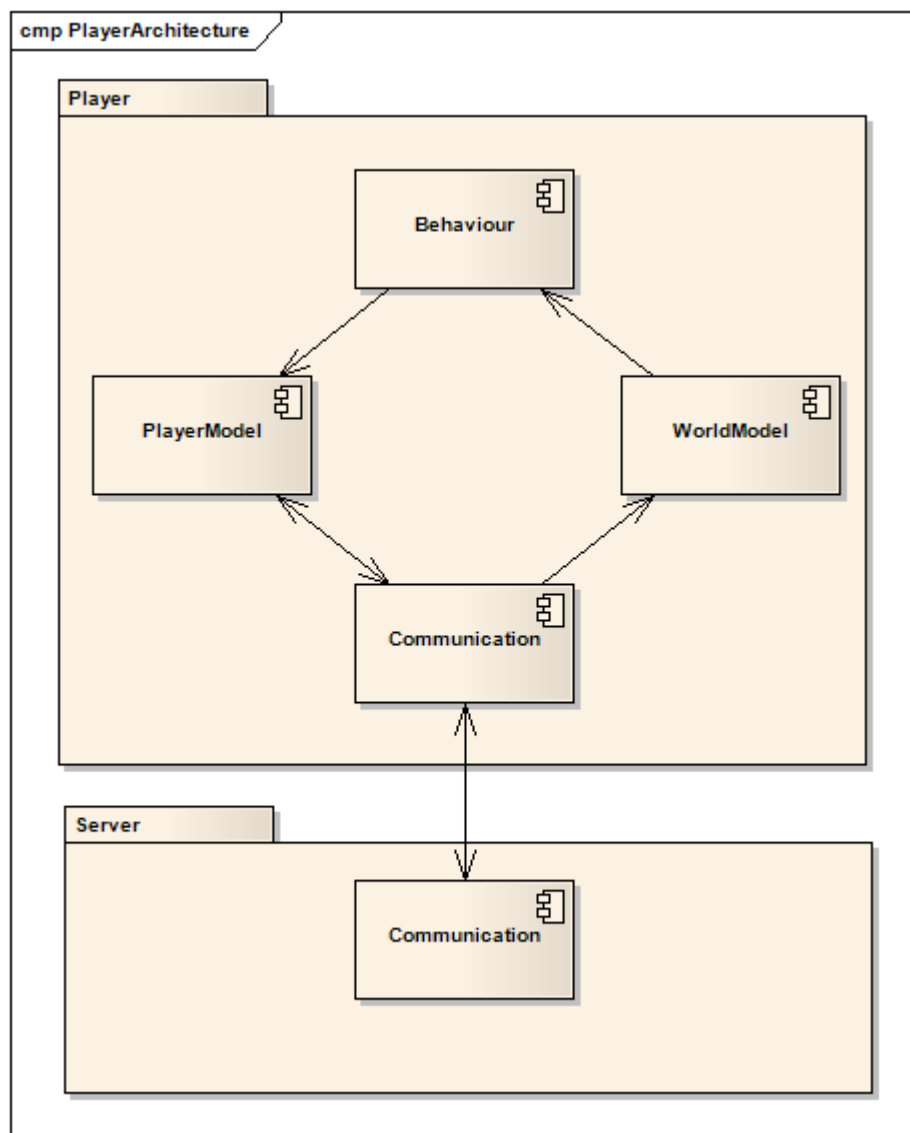 cmp PlayerArchitecture
Player
Behaviour
PlayerModel
WorldModel
Communication
Server
Communication